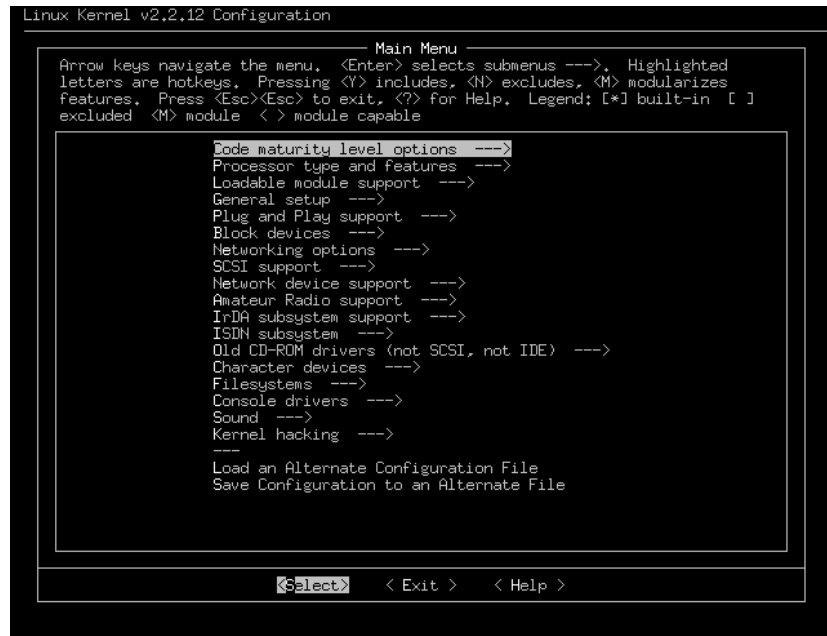 Linux Kernel v2.2.12 Configuration
Main Menu
Arrow keys navigate the menu.  <Enter> selects submenus --->.  Highlighted
letters are hotkeys.  Pressing <Y> includes, <N> excludes, <M> modularizes
features.  Press <Esc><Esc> to exit, <?> for Help.  Legend: [*] built-in  [ ]
excluded  <M> module  < > module capable
Code maturity level options  --->
Processor type and features  --->
Loadable module support  --->
General setup  --->
Plug and Play support  --->
Block devices  --->
Networking options  --->
SCSI support  --->
Network device support  --->
Amateur Radio support  --->
IrDA subsystem support  --->
ISDN subsystem  --->
Old CD-ROM drivers (not SCSI, not IDE)  --->
Character devices  --->
Filesystems  --->
Console drivers  --->
Sound  --->
Kernel hacking  --->
---
Load an Alternate Configuration File
Save Configuration to an Alternate File
<Select>    < Exit >    < Help >